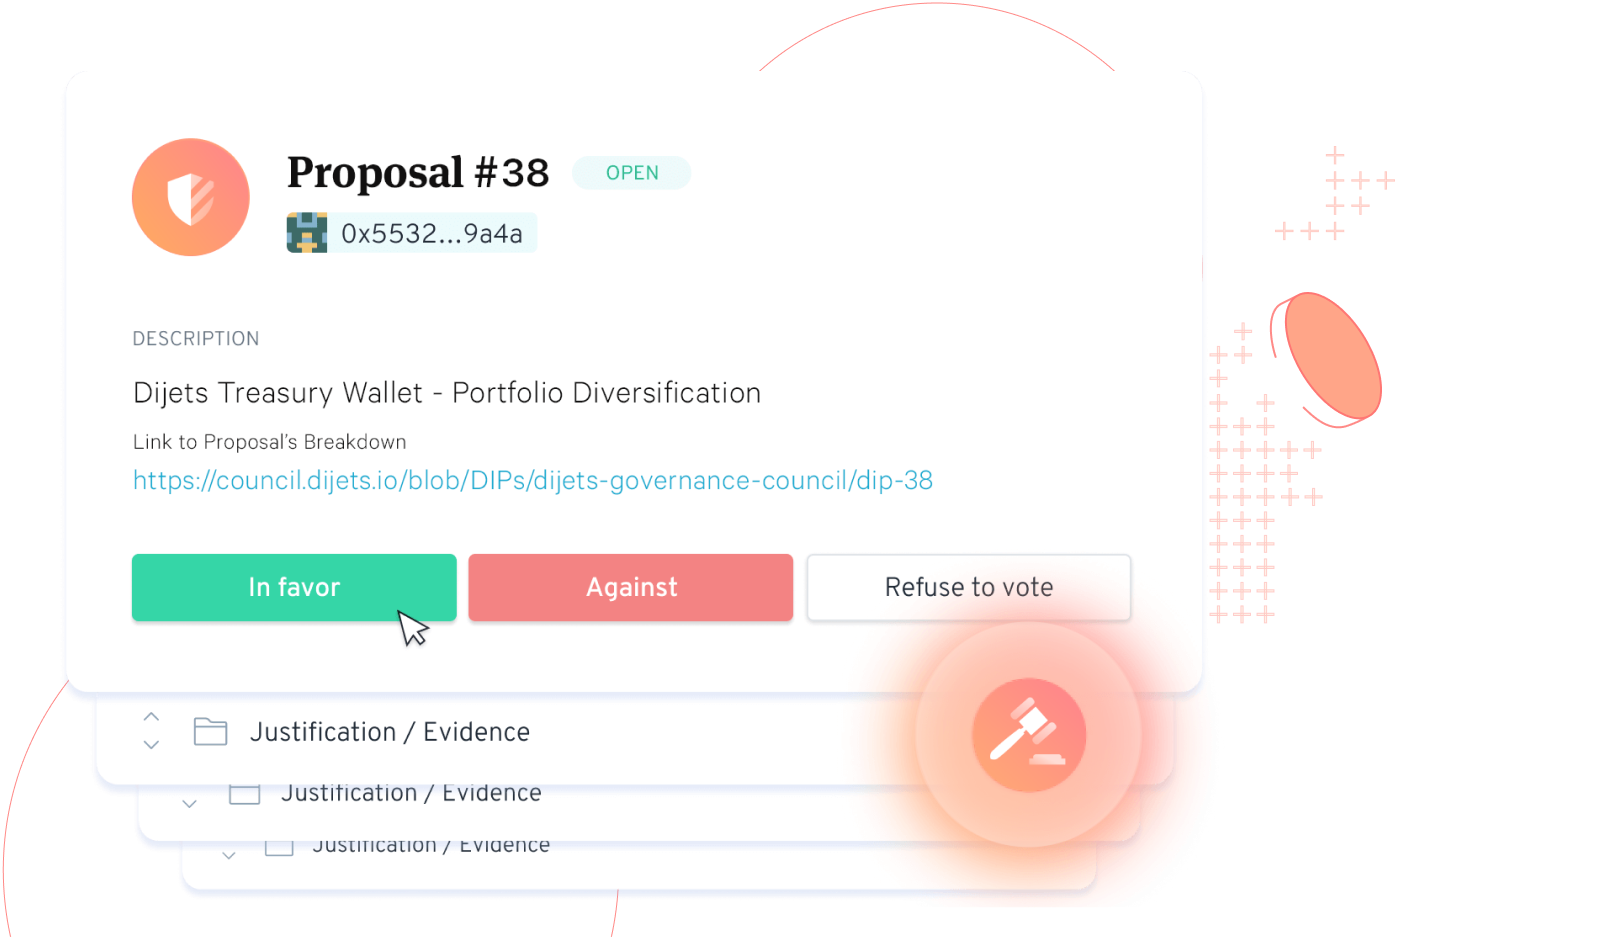 Proposal #38
OPEN
0x5532...9a4a
DESCRIPTION
Dijets Treasury Wallet - Portfolio Diversification
Link to Proposal's Breakdown
https://council.dijets.io/blob/DIPs/dijets-governance-council/dip-38
In favor
Against
Refuse to vote
Justification / Evidence
Justification / Evidence
Justification / Evidence